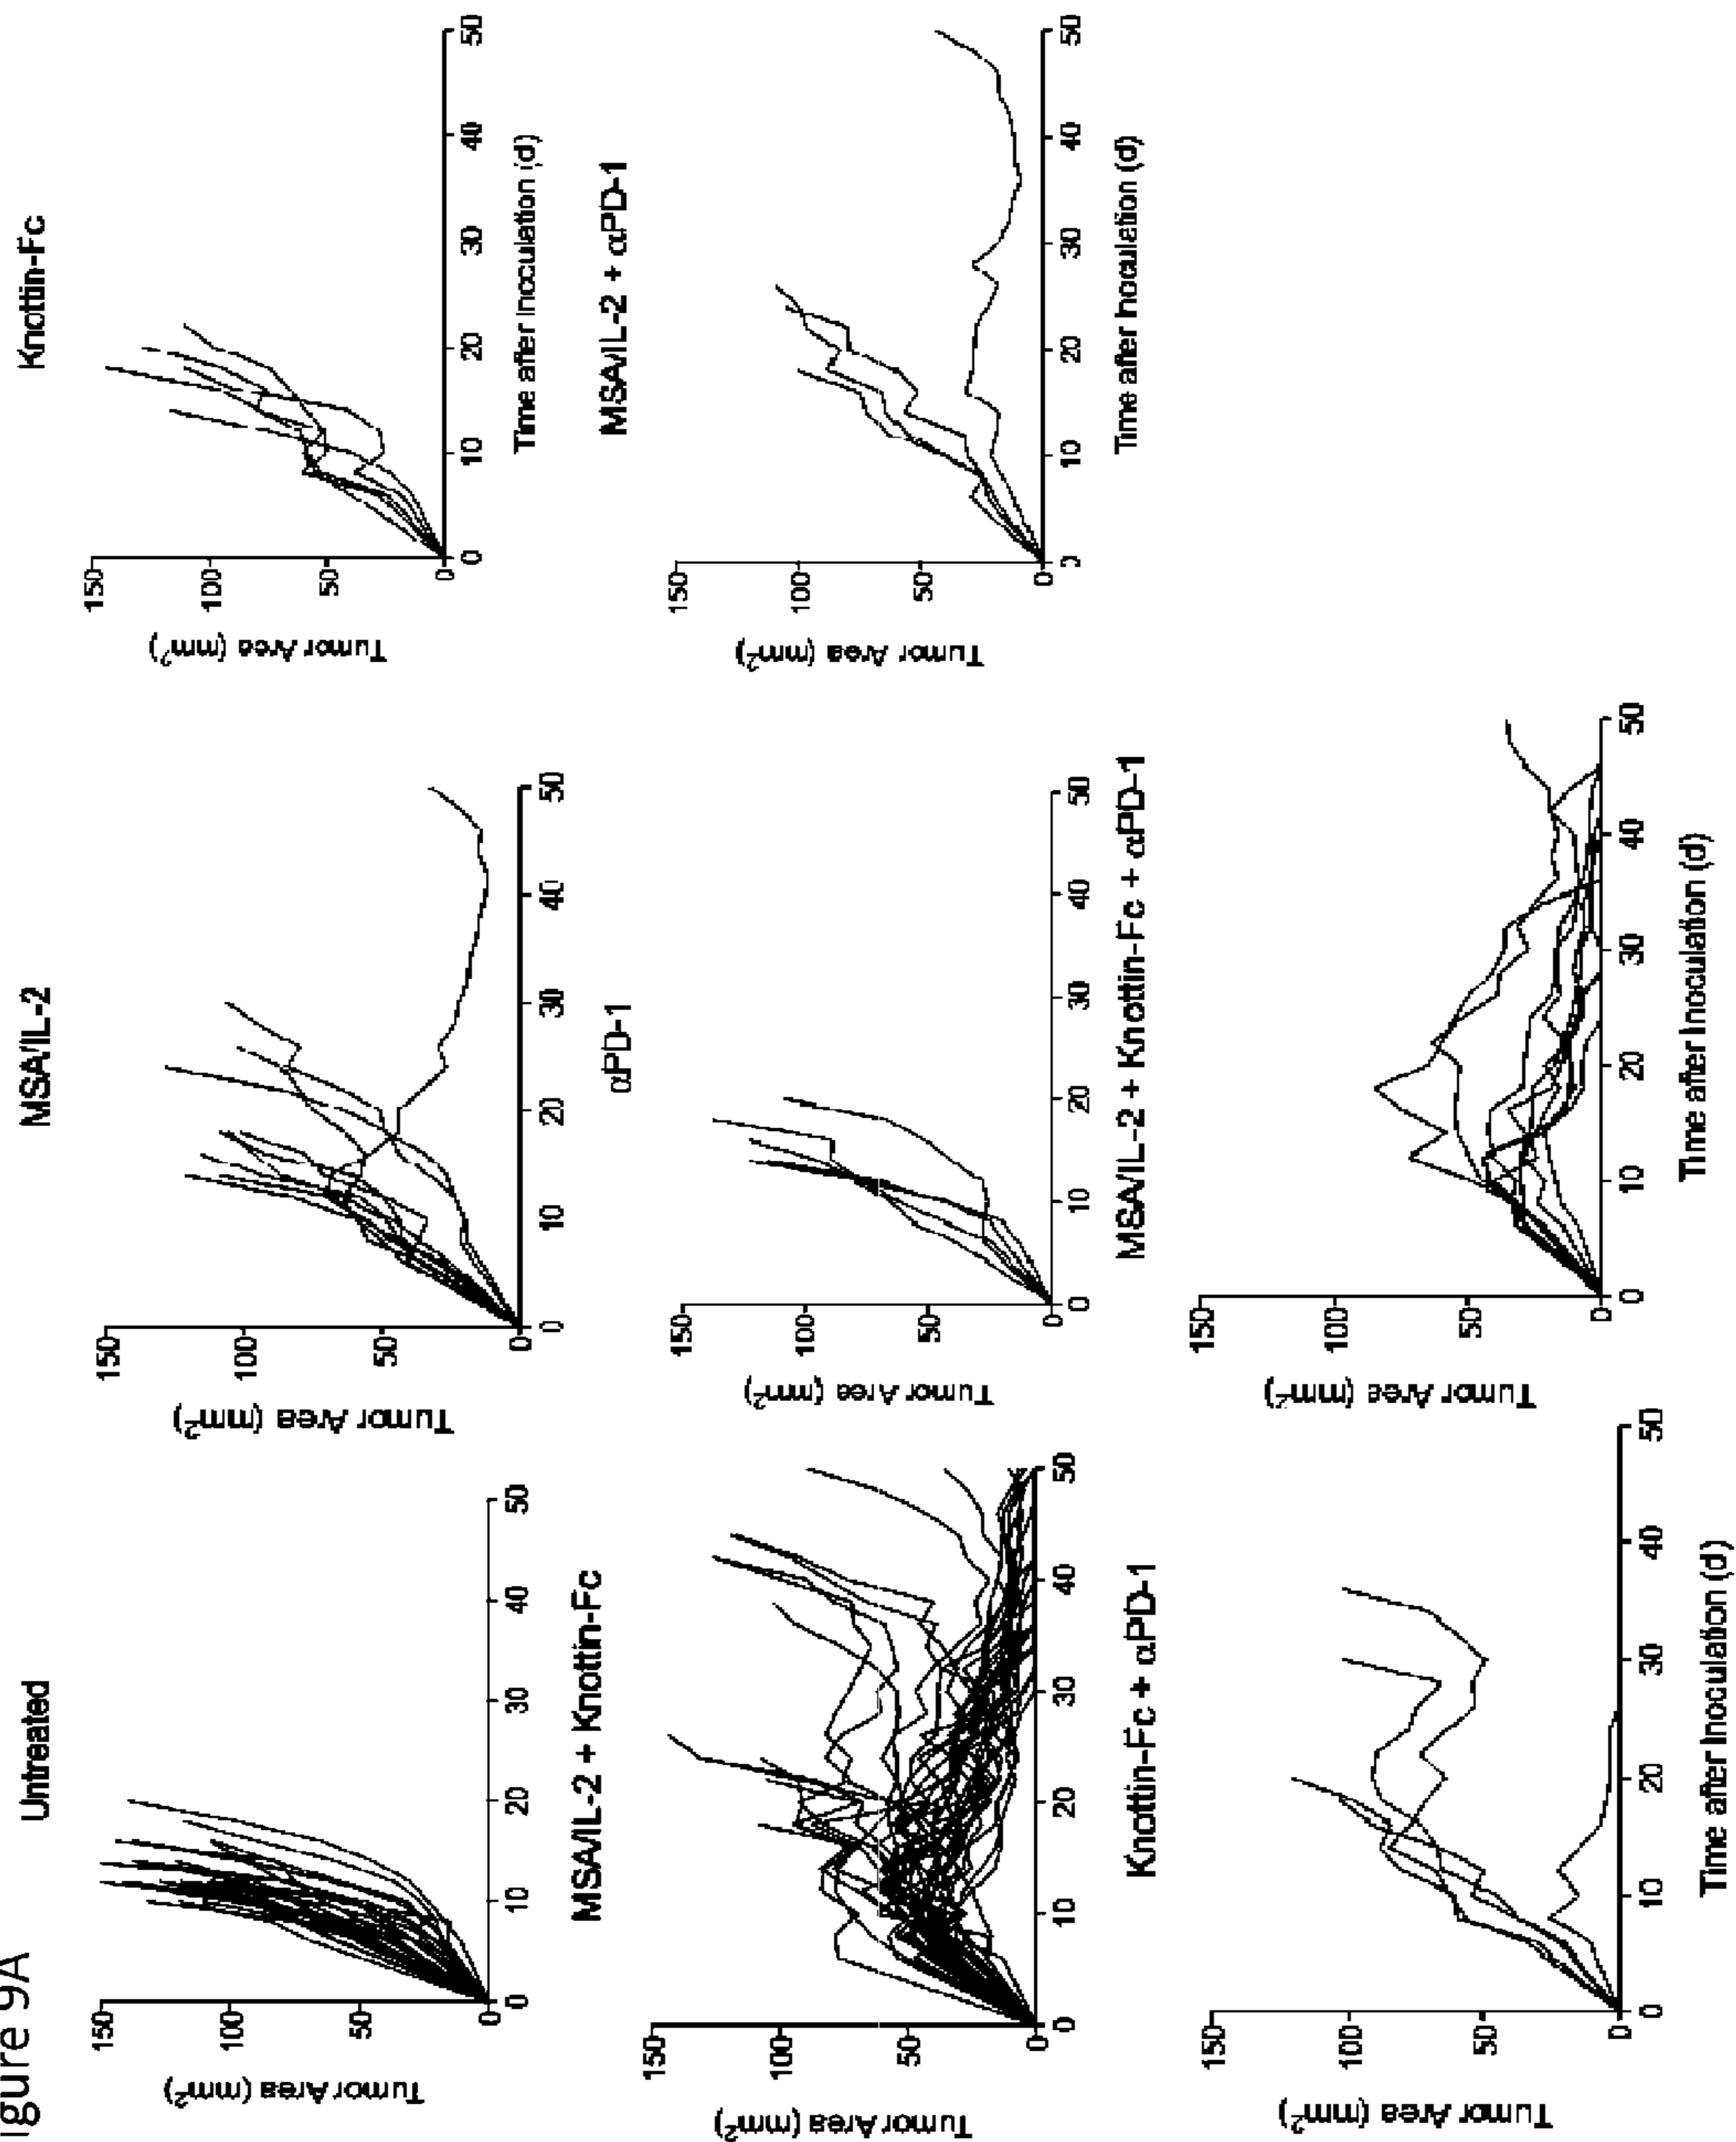 igure 9A
Untreated
Tumor Area (mm²)
150
100
50
0
0 10 20 30 40 50
MSA/IL-2
Tumor Area (mm²)
150
100
50
0
0 10 20 30 40 50
Knottin-Fc
Tumor Area (mm²)
150
100
50
0
0 10 20 30 40 50
Time after Inoculation (d)
MSA/IL-2 + Knottin-Fc
Tumor Area (mm²)
150
100
50
0
0 10 20 30 40 50
αPD-1
Tumor Area (mm²)
150
100
50
0
0 10 20 30 40 50
MSA/IL-2 + αPD-1
Tumor Area (mm²)
150
100
50
0
0 10 20 30 40 50
Time after Inoculation (d)
Knottin-Fc + αPD-1
Tumor Area (mm²)
150
100
50
0
0 10 20 30 40 50
Time after Inoculation (d)
MSA/IL-2 + Knottin-Fc + αPD-1
Tumor Area (mm²)
150
100
50
0
0 10 20 30 40 50
Time after Inoculation (d)